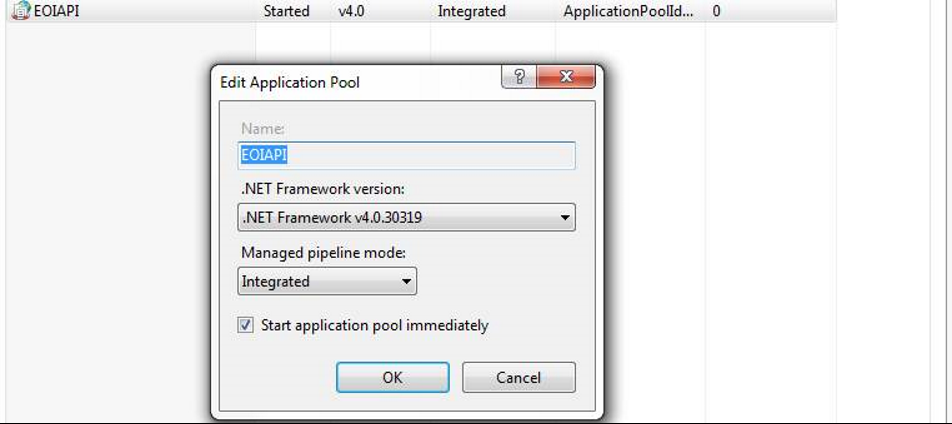 EOIAPI Started v4.0 Integrated ApplicationPoolId... 0
Edit Application Pool
?
Name:
EOIAPI
.NET Framework version:
.NET Framework v4.0.30319
Managed pipeline mode:
Integrated
Start application pool immediately
OK Cancel